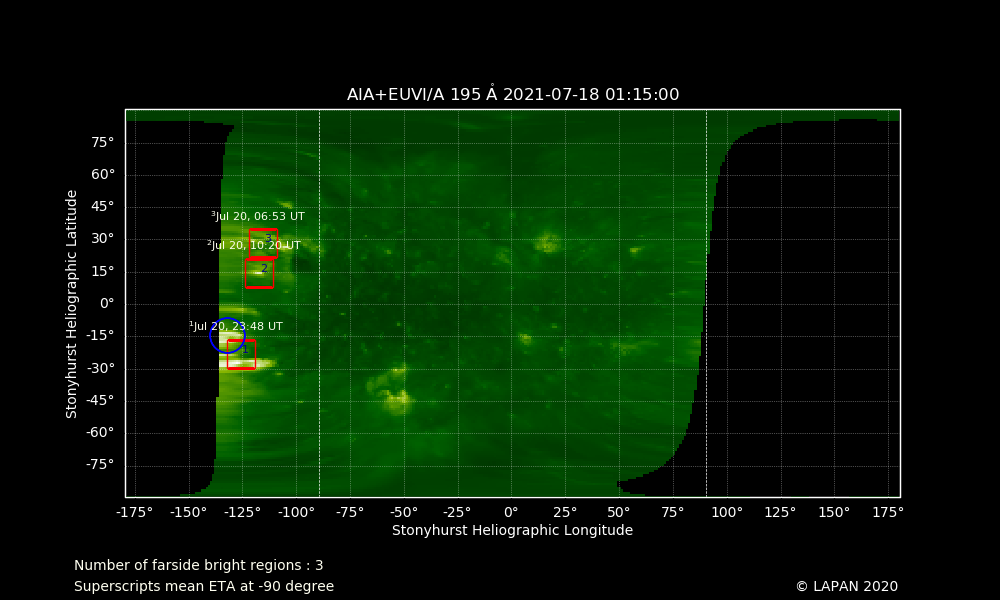 AIA+EUVI/A 195 Å 2021-07-18 01:15:00
75°
60°
45°
³Jul 20, 06:53 UT
30°
3
²Jul 20, 10:20 UT
15°
2
0°
-15°
¹Jul 20, 23:48 UT
1
-30°
-45°
-60°
-75°
Stonyhurst Heliographic Latitude
-175° -150° -125° -100° -75° -50° -25° 0° 25° 50° 75° 100° 125° 150° 175°
Stonyhurst Heliographic Longitude
Number of farside bright regions : 3
Superscripts mean ETA at -90 degree
© LAPAN 2020